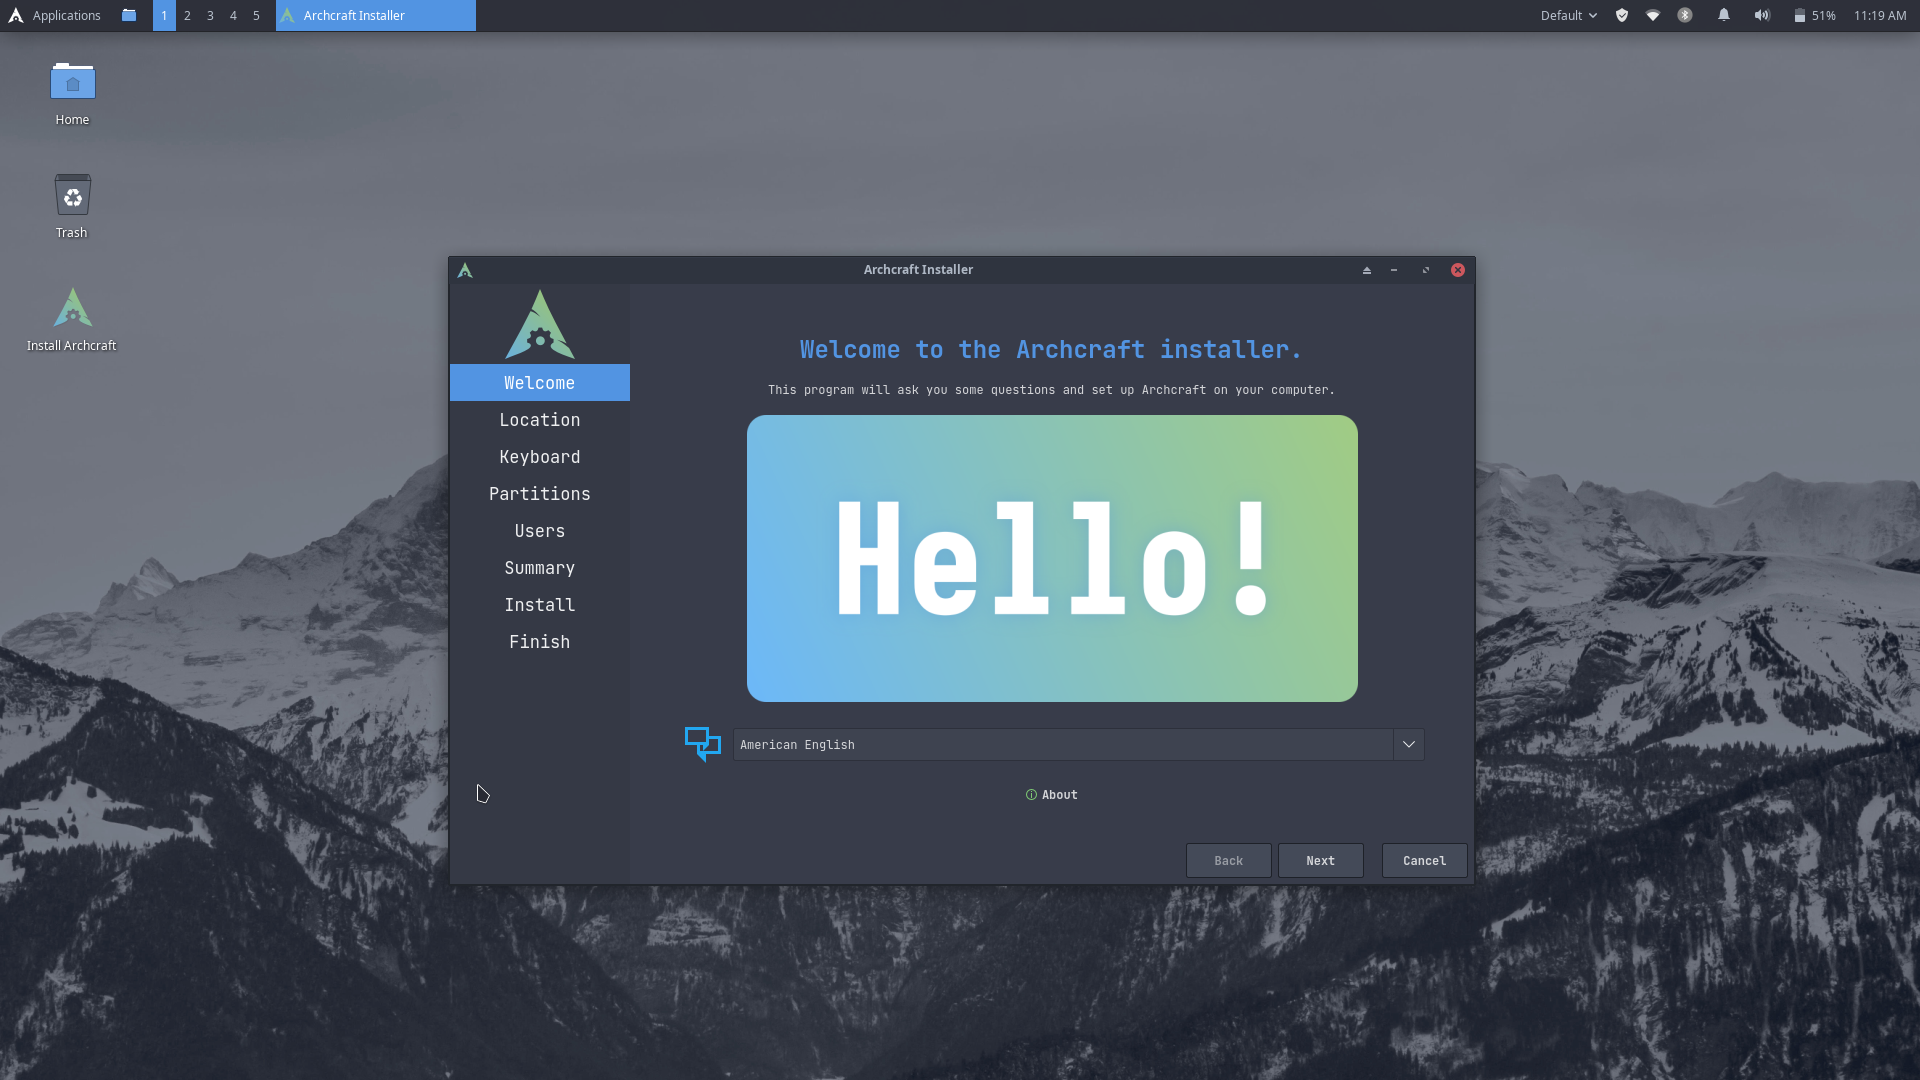 Applications 1 2 3 4 5 Archcraft Installer Default 51% 11:19 AM
Home
Trash
Install Archcraft
Archcraft Installer
Welcome
Location
Keyboard
Partitions
Users
Summary
Install
Finish
Welcome to the Archcraft installer.
This program will ask you some questions and set up Archcraft on your computer.
Hello!
American English
About
Back Next Cancel